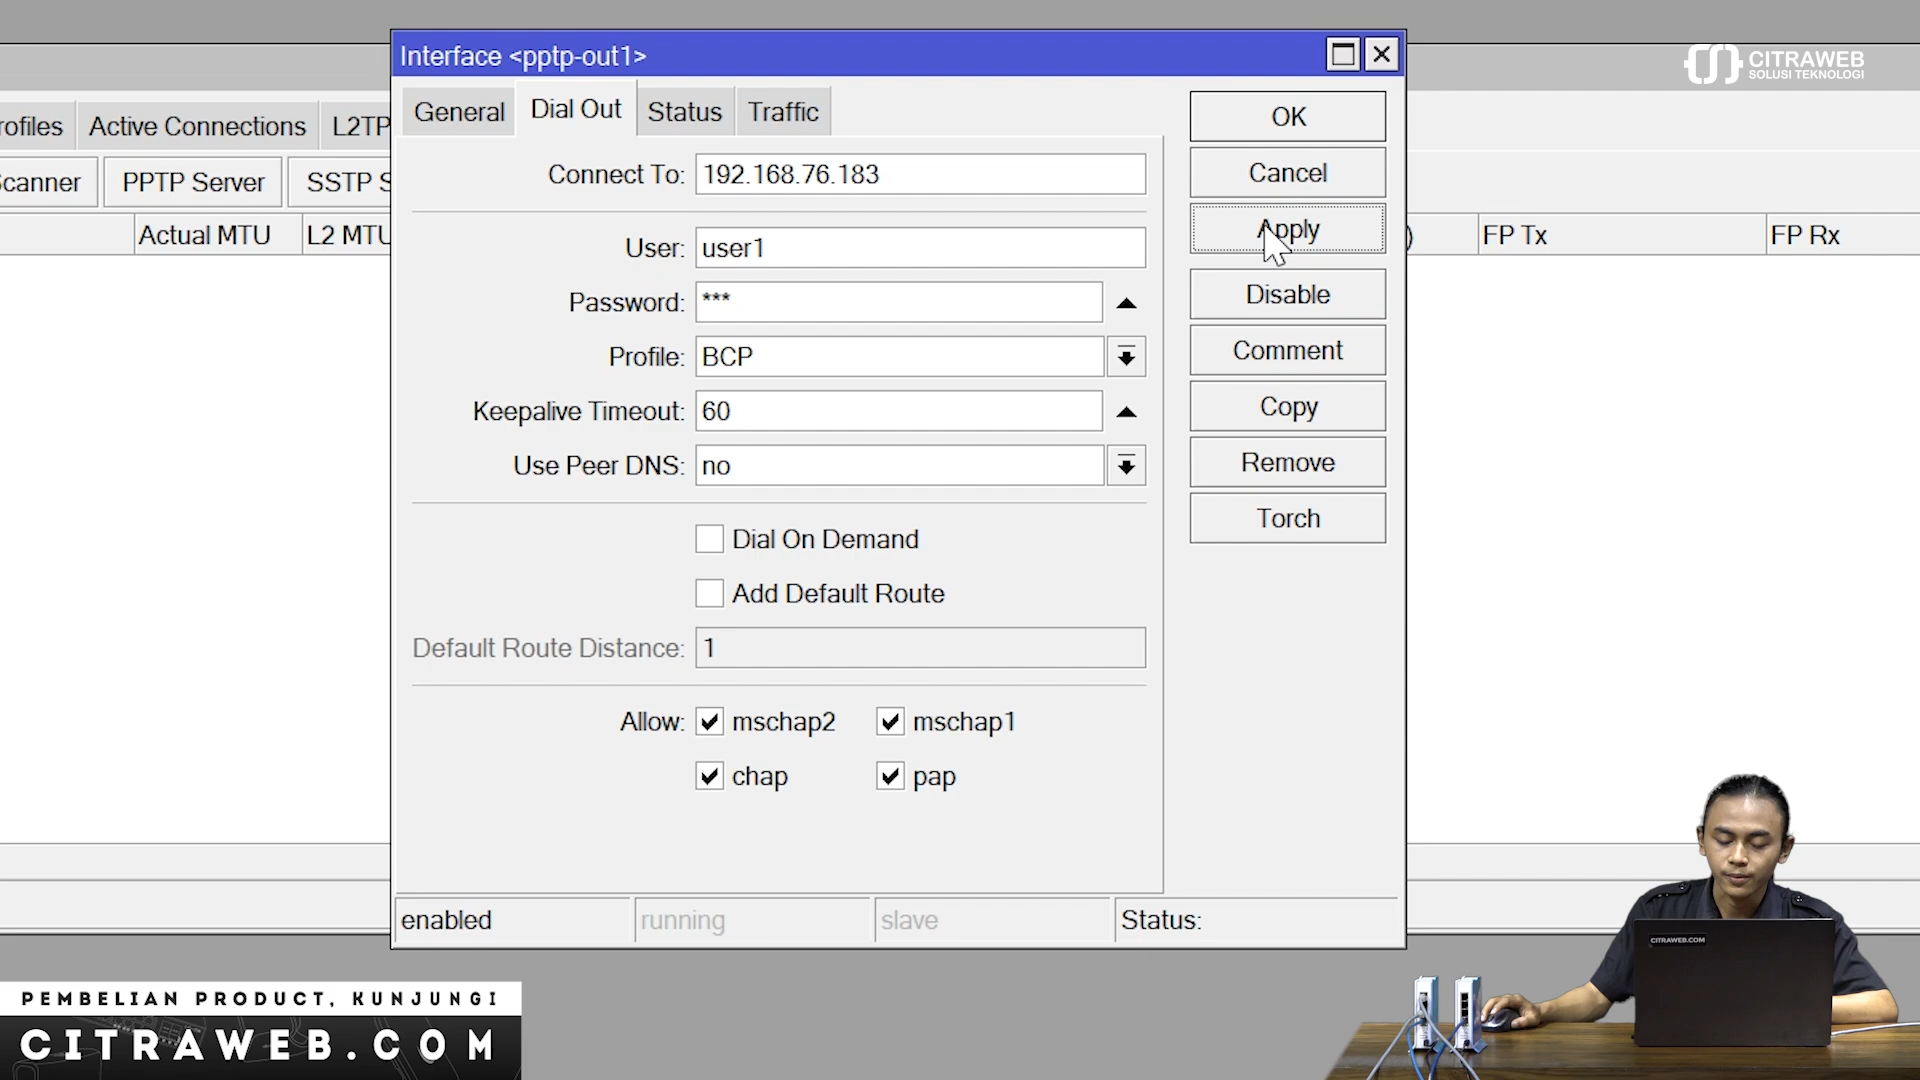 Interface <pptp-out1>
CITRAWEB
SOLUSI TEKNOLOGI
General
Dial Out
Status
Traffic
OK
rofiles
Active Connections
L2TP
Connect To:
192.168.76.183
Cancel
canner
PPTP Server
SSTP S
Apply
Actual MTU
L2 MTU
)
FP Tx
FP Rx
User:
user1
Password:
***
Disable
Profile:
BCP
Comment
Keepalive Timeout:
60
Copy
Use Peer DNS:
no
Remove
Dial On Demand
Torch
Add Default Route
Default Route Distance:
1
Allow:
mschap2
mschap1
chap
pap
enabled
running
slave
Status:
CITRAWEB.COM
PEMBELIAN PRODUCT, KUNJUNGI
CITRAWEB.COM